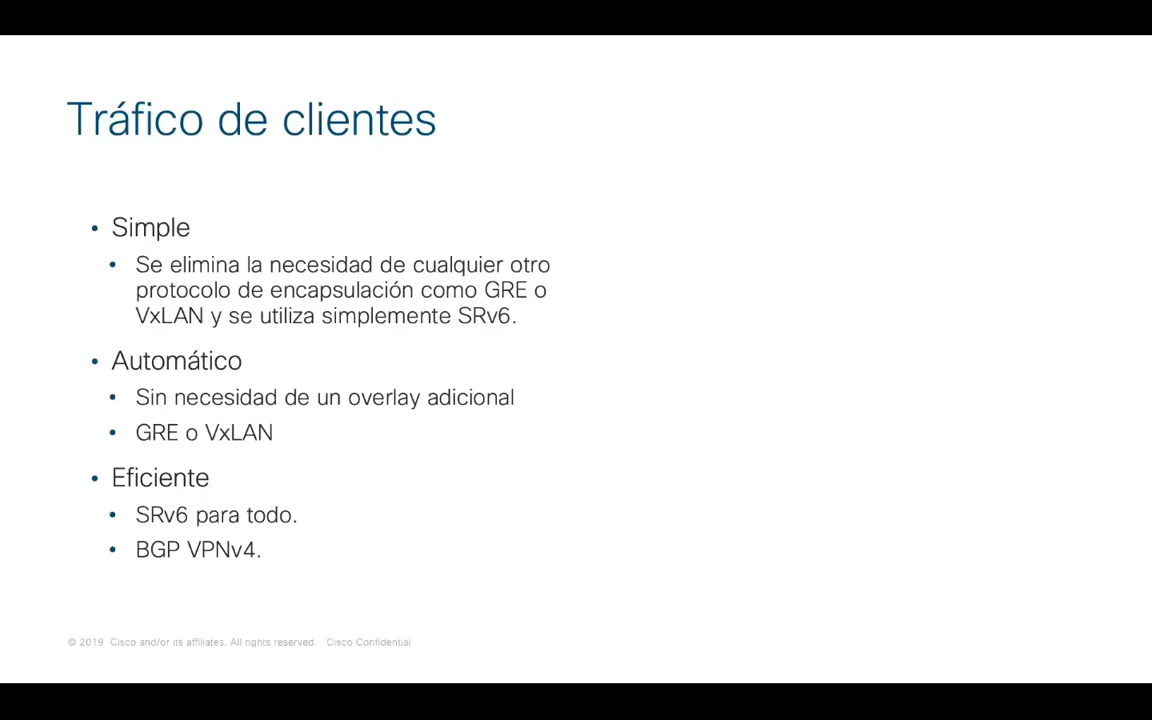 Tráfico de clientes
• Simple
• Se elimina la necesidad de cualquier otro
protocolo de encapsulación como GRE o
VxLAN y se utiliza simplemente SRv6.
• Automático
• Sin necesidad de un overlay adicional
• GRE o VxLAN
• Eficiente
• SRv6 para todo.
• BGP VPNv4.
© 2019 Cisco and/or its affiliates. All rights reserved. Cisco Confidential